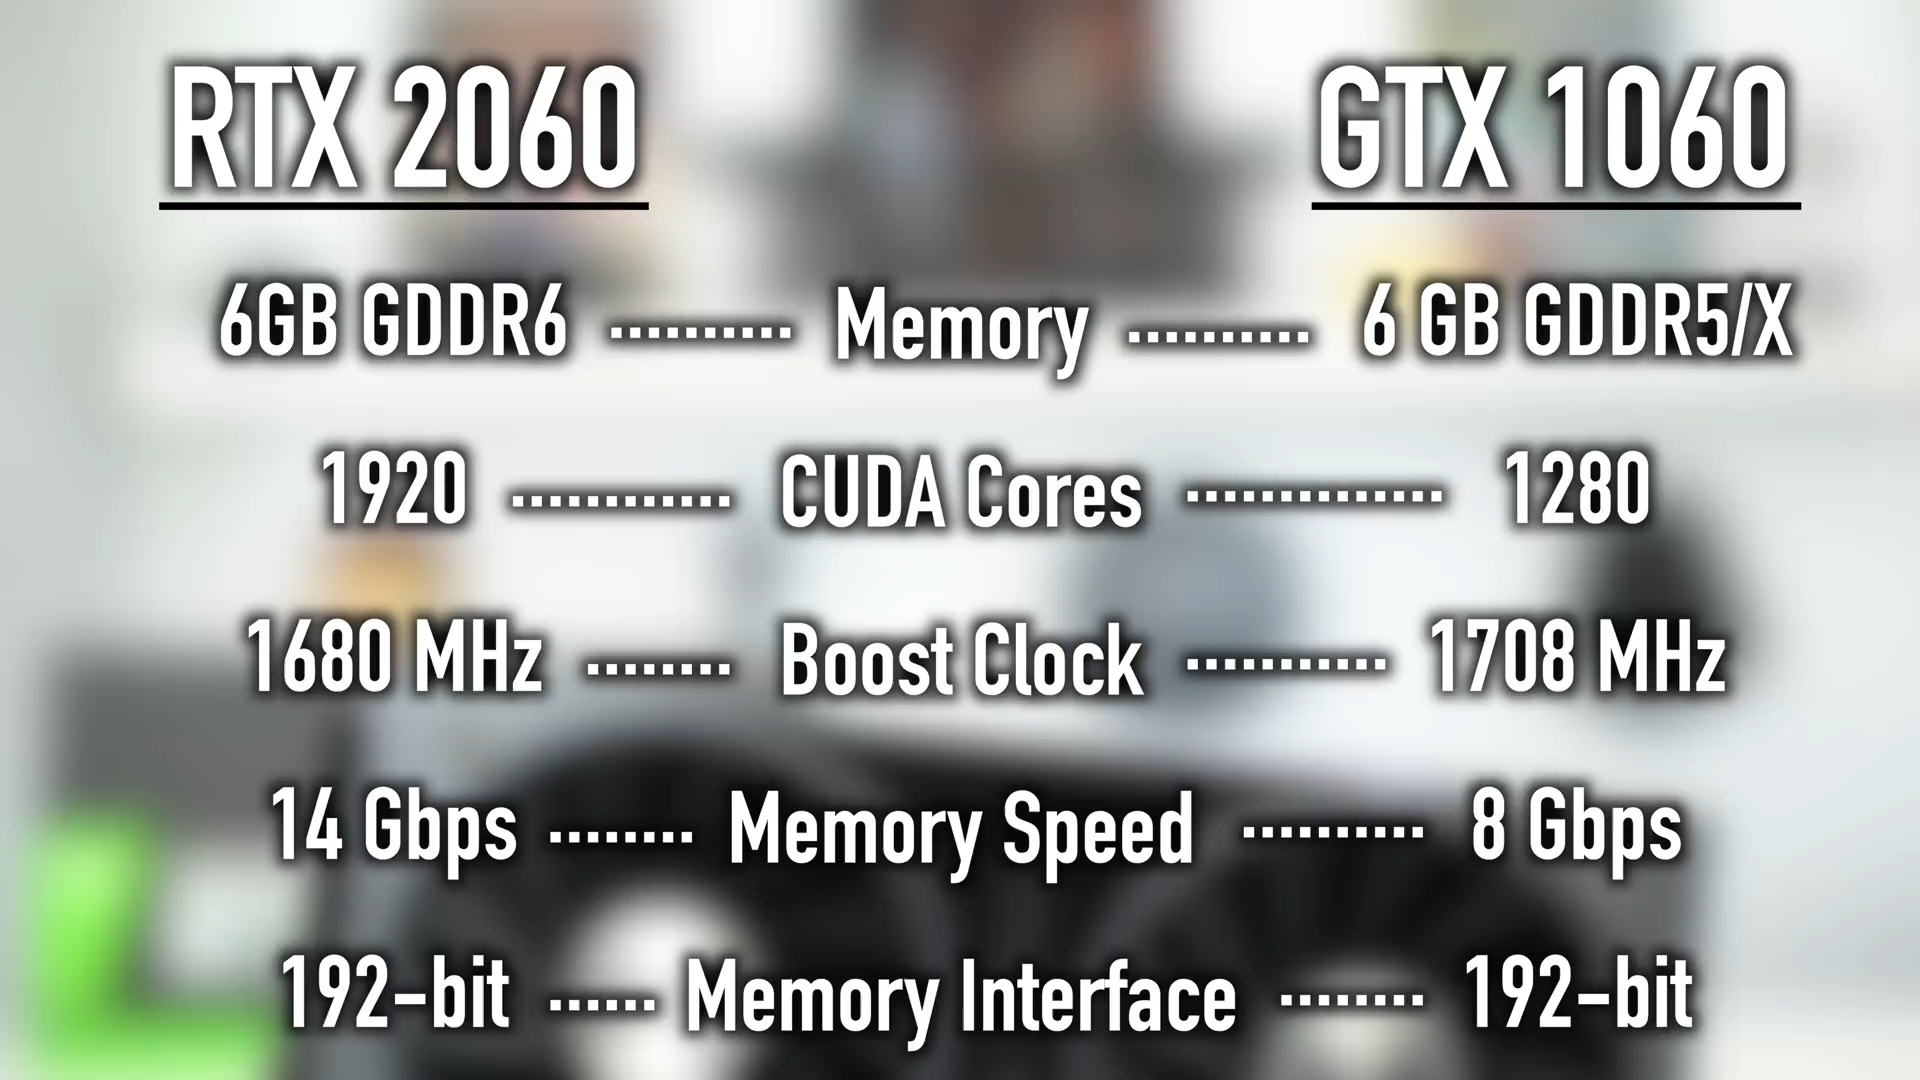 RTX 2060 GTX 1060
6GB GDDR6 .......... Memory .......... 6 GB GDDR5/X
1920 ............ CUDA Cores .............. 1280
1680 MHz ........ Boost Clock ........... 1708 MHz
14 Gbps ........ Memory Speed .......... 8 Gbps
192-bit ...... Memory Interface ........ 192-bit